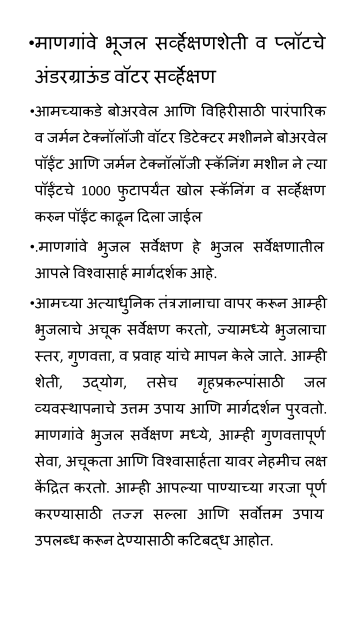 •माणगांवे भूजल सर्व्हेक्षणशेती व प्लॉटचे
अंडरग्राऊंड वॉटर सर्व्हेक्षण
•आमच्याकडे बोअरवेल आणि विहिरीसाठी पारंपारिक
व जर्मन टेक्नॉलॉजी वॉटर डिटेक्टर मशीनने बोअरवेल
पॉईंट आणि जर्मन टेक्नॉलॉजी स्कॅनिंग मशीन ने त्या
पॉईंटचे 1000 फुटापर्यंत खोल स्कॅनिंग व सर्व्हेक्षण
करुन पॉईंट काढून दिला जाईल
•.माणगांवे भुजल सर्वेक्षण हे भुजल सर्वेक्षणातील
आपले विश्वासार्ह मार्गदर्शक आहे.
•आमच्या अत्याधुनिक तंत्रज्ञानाचा वापर करून आम्ही
भुजलाचे अचूक सर्वेक्षण करतो, ज्यामध्ये भुजलाचा
स्तर, गुणवत्ता, व प्रवाह यांचे मापन केले जाते. आम्ही
शेती, उद्योग, तसेच गृहप्रकल्पांसाठी जल
व्यवस्थापनाचे उत्तम उपाय आणि मार्गदर्शन पुरवतो.
माणगांवे भुजल सर्वेक्षण मध्ये, आम्ही गुणवत्तापूर्ण
सेवा, अचूकता आणि विश्वासार्हता यावर नेहमीच लक्ष
केंद्रित करतो. आम्ही आपल्या पाण्याच्या गरजा पूर्ण
करण्यासाठी तज्ज्ञ सल्ला आणि सर्वोत्तम उपाय
उपलब्ध करून देण्यासाठी कटिबद्ध आहोत.